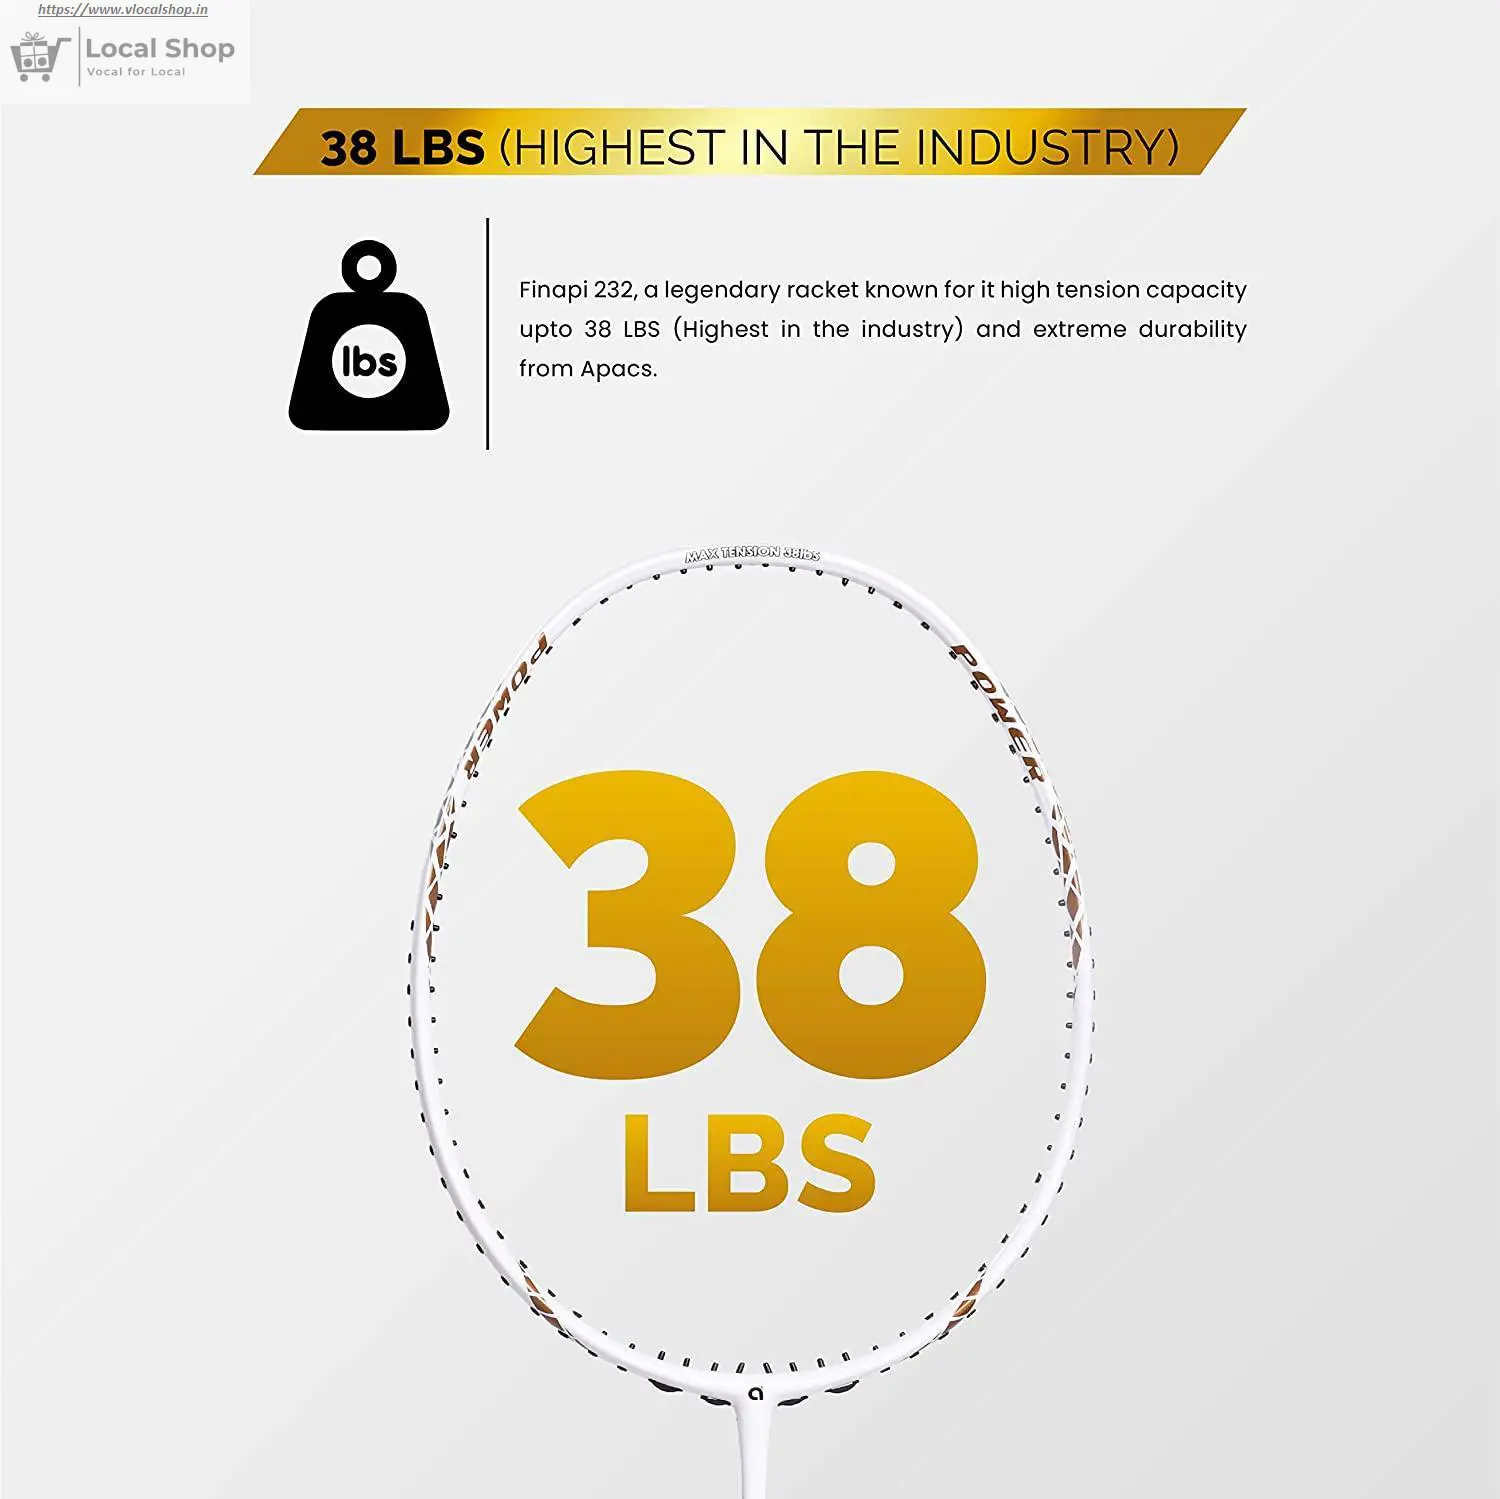 https://www.vlocalshop.in
Local Shop
Vocal for Local
38 LBS (HIGHEST IN THE INDUSTRY)
lbs
Finapi 232, a legendary racket known for it high tension capacity
upto 38 LBS (Highest in the industry) and extreme durability
from Apacs.
MAX TENSION 38lbs
POWER
POWER
38
LBS
a